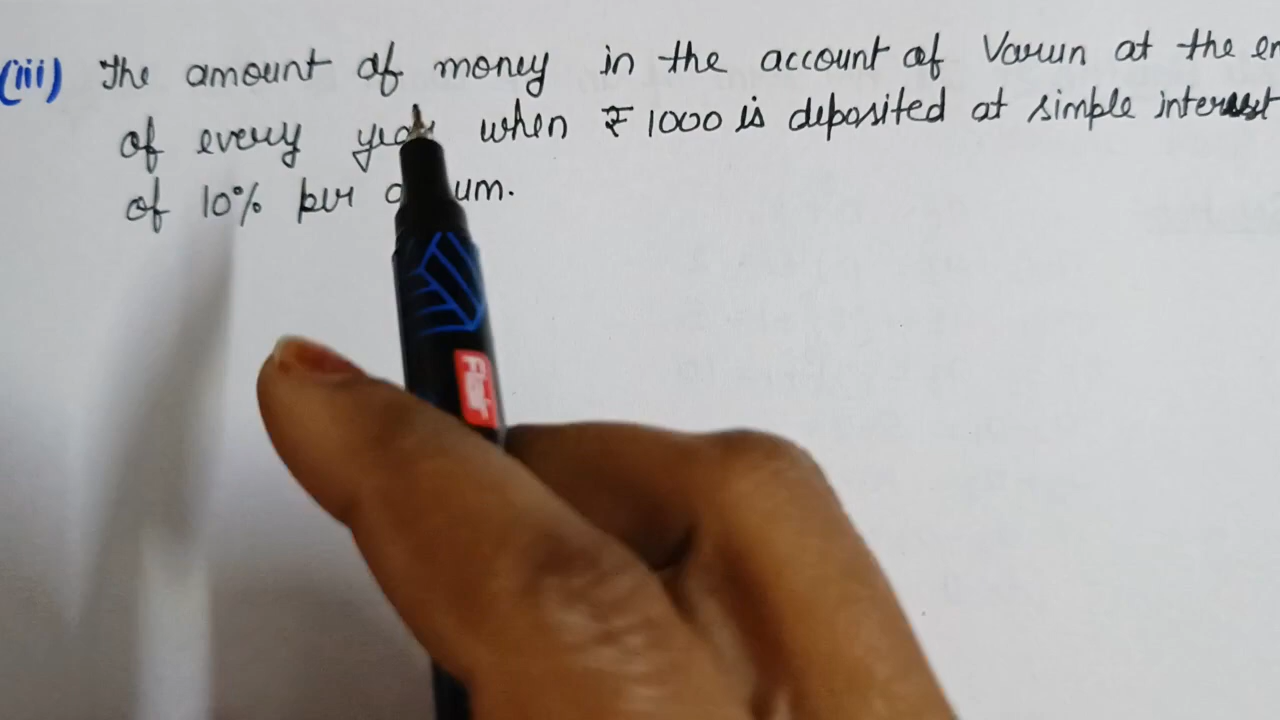 (iii) The amount of money in the account of Varun at the
of every when ₹1000 is deposited at simple interest
of 10% per
Flair